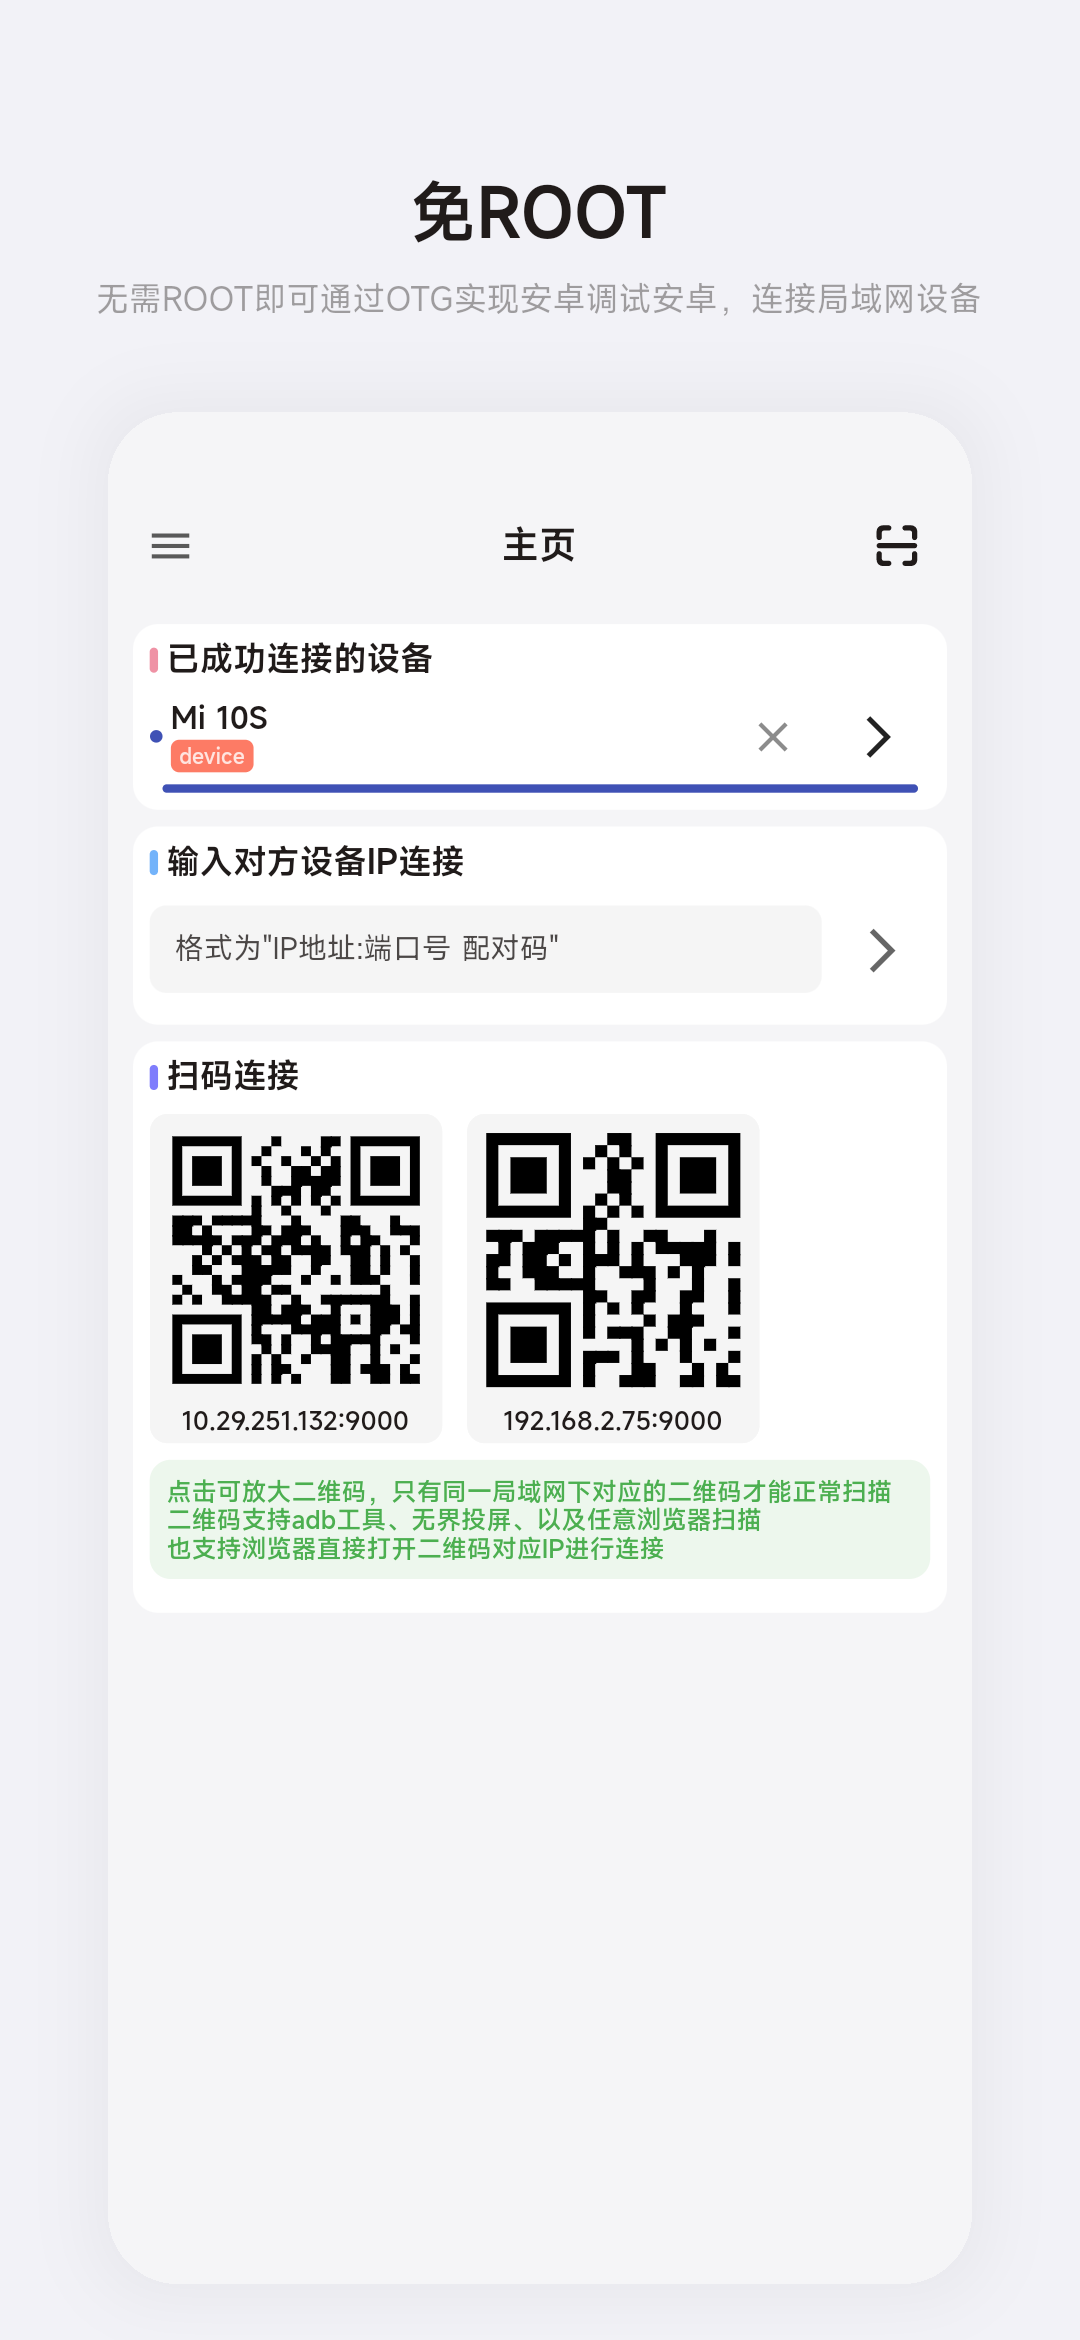 免ROOT
无需ROOT即可通过OTG实现安卓调试安卓，连接局域网设备
主页
已成功连接的设备
Mi 10S
device
输入对方设备IP连接
格式为"IP地址:端口号 配对码"
扫码连接
10.29.251.132:9000
192.168.2.75:9000
点击可放大二维码，只有同一局域网下对应的二维码才能正常扫描
二维码支持adb工具、无界投屏、以及任意浏览器扫描
也支持浏览器直接打开二维码对应IP进行连接